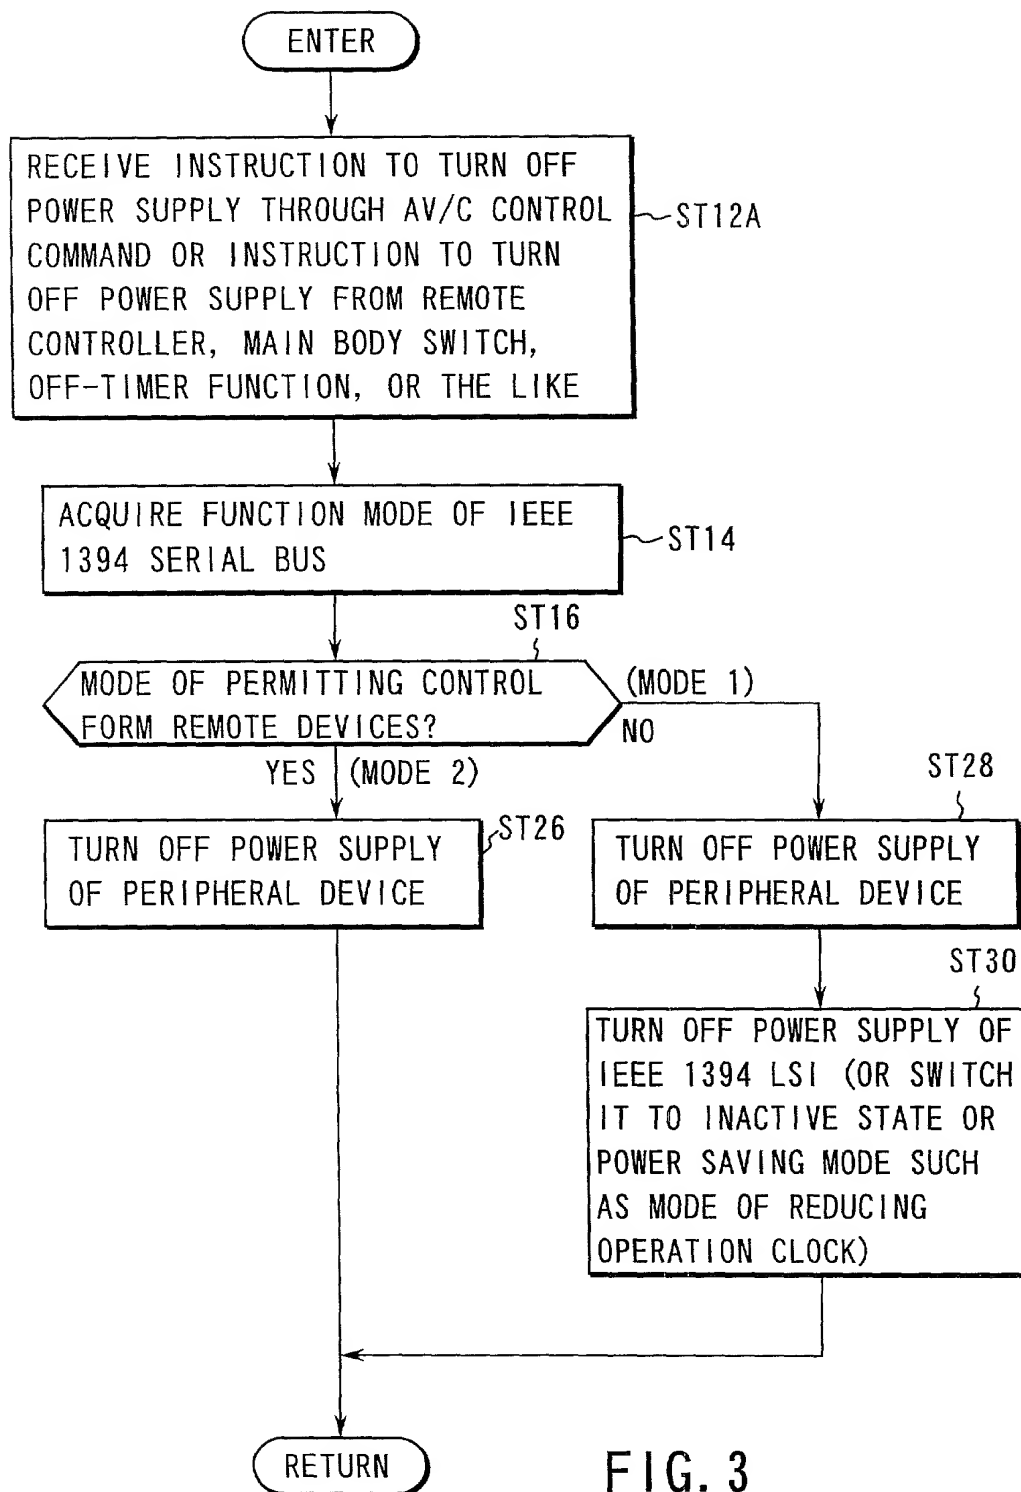 ENTER
RECEIVE INSTRUCTION TO TURN OFF
POWER SUPPLY THROUGH AV/C CONTROL
COMMAND OR INSTRUCTION TO TURN
OFF POWER SUPPLY FROM REMOTE
CONTROLLER, MAIN BODY SWITCH,
OFF-TIMER FUNCTION, OR THE LIKE
ST12A
ACQUIRE FUNCTION MODE OF IEEE
1394 SERIAL BUS
ST14
ST16
MODE OF PERMITTING CONTROL
FORM REMOTE DEVICES?
(MODE 1)
NO
YES (MODE 2)
ST26
TURN OFF POWER SUPPLY
OF PERIPHERAL DEVICE
ST28
TURN OFF POWER SUPPLY
OF PERIPHERAL DEVICE
ST30
TURN OFF POWER SUPPLY OF
IEEE 1394 LSI (OR SWITCH
IT TO INACTIVE STATE OR
POWER SAVING MODE SUCH
AS MODE OF REDUCING
OPERATION CLOCK)
RETURN
FIG. 3